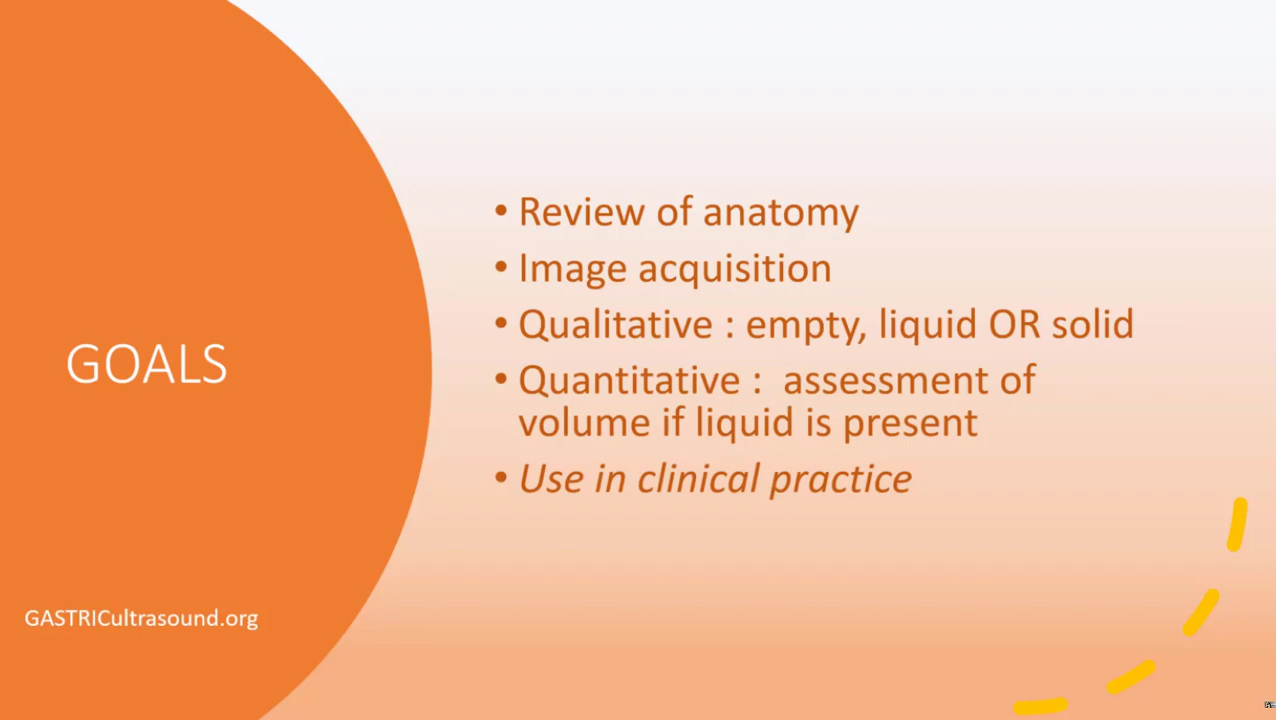 GOALS
GASTRICultrasound.org
• Review of anatomy
• Image acquisition
• Qualitative : empty, liquid OR solid
• Quantitative :  assessment of
volume if liquid is present
• Use in clinical practice